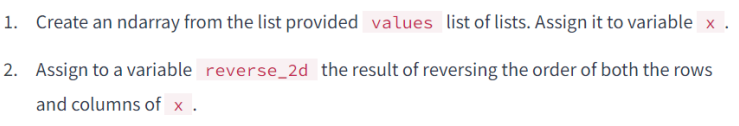 1. Create an ndarray from the list provided values list of lists. Assign it to variable x .
2. Assign to a variable reverse_2d the result of reversing the order of both the rows
and columns of x .